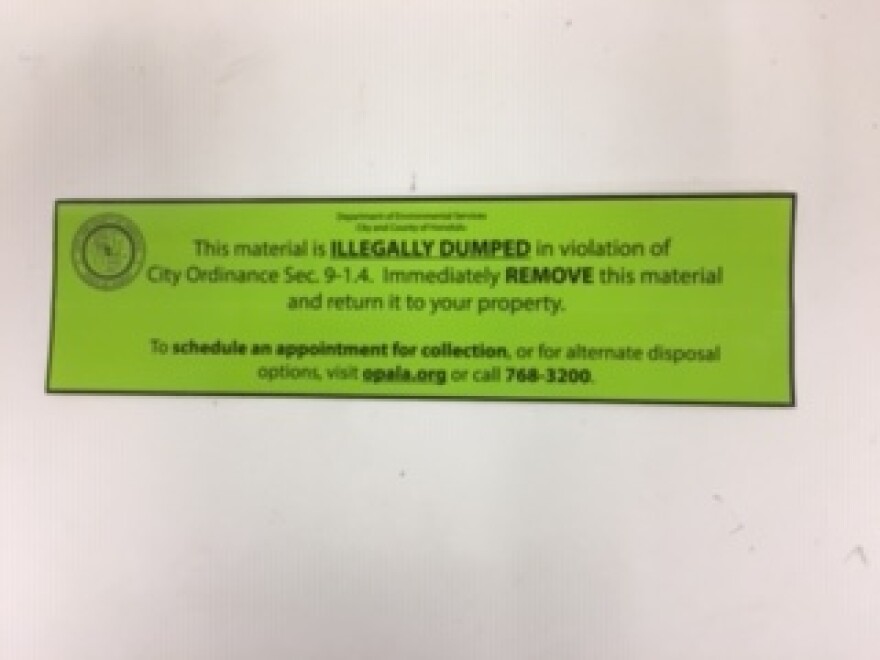 Department of Environmental Services
City and County of Honolulu
This material is ILLEGALLY DUMPED in violation of
City Ordinance Sec. 9-1.4. Immediately REMOVE this material
and return it to your property.
To schedule an appointment for collection, or for alternate disposal
options, visit opala.org or call 768-3200.